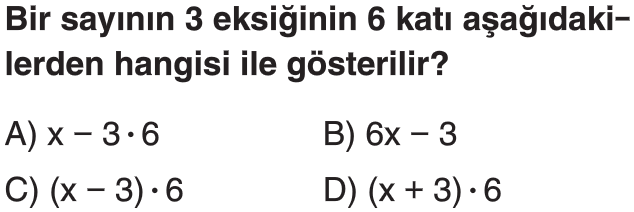 Bir sayının 3 eksiğinin 6 katı aşağıdaki-
lerden hangisi ile gösterilir?
A) x – 3 · 6 B) 6x – 3
C) (x – 3) · 6 D) (x + 3) · 6